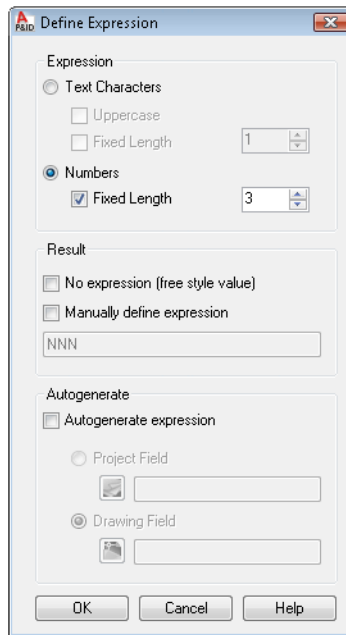 A P&ID Define Expression
Expression
Text Characters
Uppercase
Fixed Length 1
Numbers
Fixed Length 3
Result
No expression (free style value)
Manually define expression
NNN
Autogenerate
Autogenerate expression
Project Field
Drawing Field
OK Cancel Help